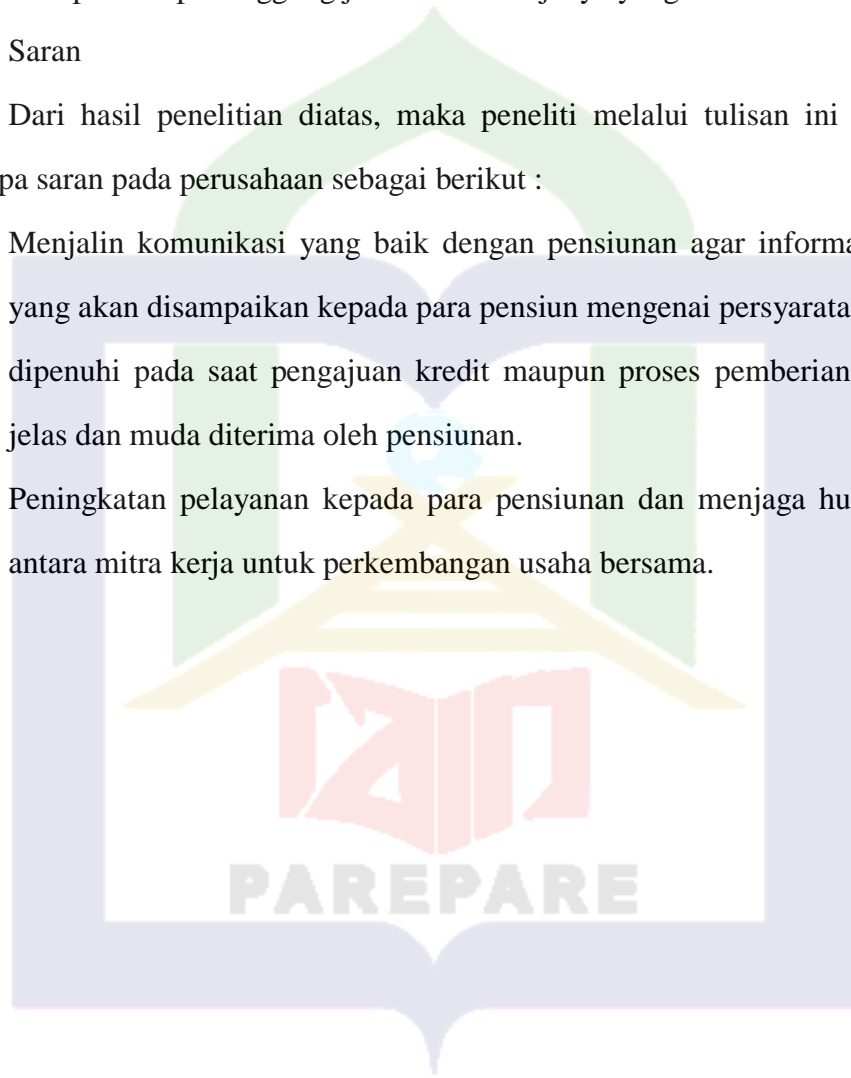 Saran
Dari hasil penelitian diatas, maka peneliti melalui tulisan ini
pa saran pada perusahaan sebagai berikut :
Menjalin komunikasi yang baik dengan pensiunan agar informa
yang akan disampaikan kepada para pensiun mengenai persyarata
dipenuhi pada saat pengajuan kredit maupun proses pemberian
jelas dan muda diterima oleh pensiunan.
Peningkatan pelayanan kepada para pensiunan dan menjaga hu
antara mitra kerja untuk perkembangan usaha bersama.
PAREPARE